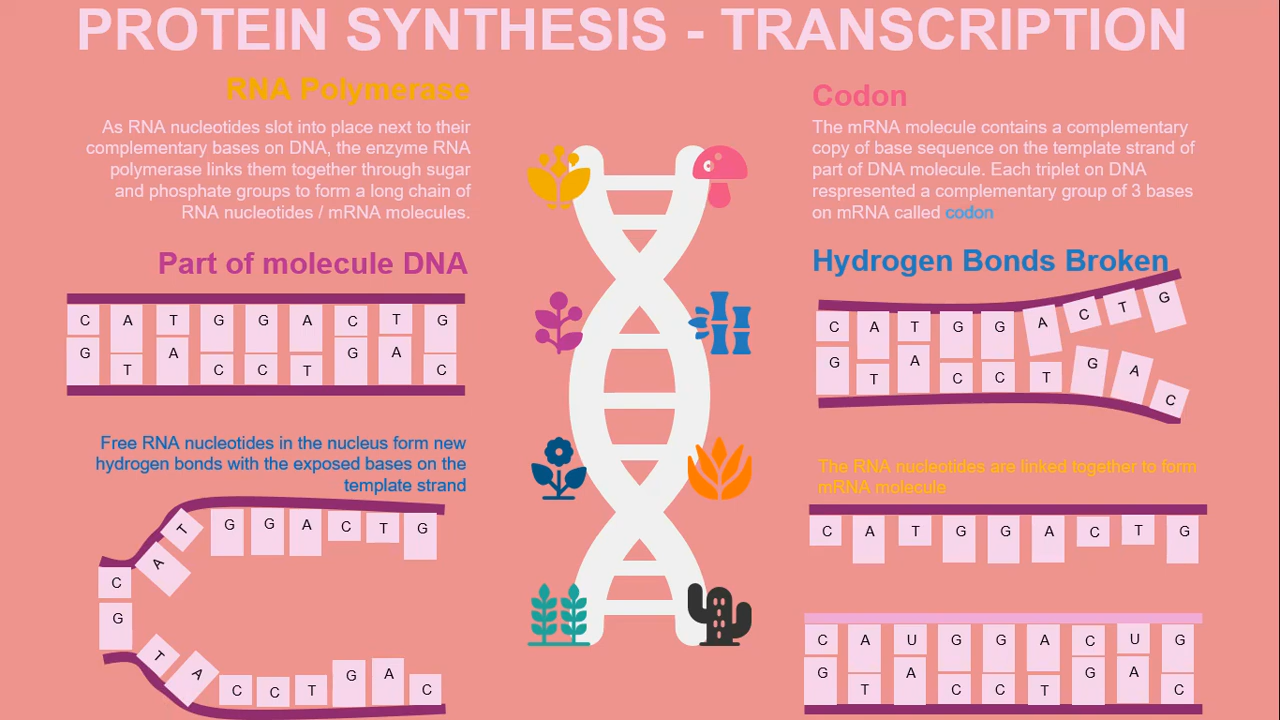 PROTEIN SYNTHESIS - TRANSCRIPTION
RNA Polymerase
As RNA nucleotides slot into place next to their
complementary bases on DNA, the enzyme RNA
polymerase links them together through sugar
and phosphate groups to form a long chain of
RNA nucleotides / mRNA molecules.
Part of molecule DNA
C A T G G A C T G
G T A C C T G A C
Free RNA nucleotides in the nucleus form new
hydrogen bonds with the exposed bases on the
template strand
C A T G G A C T G
G T A C C T G A C
Codon
The mRNA molecule contains a complementary
copy of base sequence on the template strand of
part of DNA molecule. Each triplet on DNA
respresented a complementary group of 3 bases
on mRNA called codon
Hydrogen Bonds Broken
C A T G G A C T G
G T A C C T G A C
The RNA nucleotides are linked together to form
mRNA molecule
C A T G G A C T G
C A U G G A C U G
G T A C C T G A C